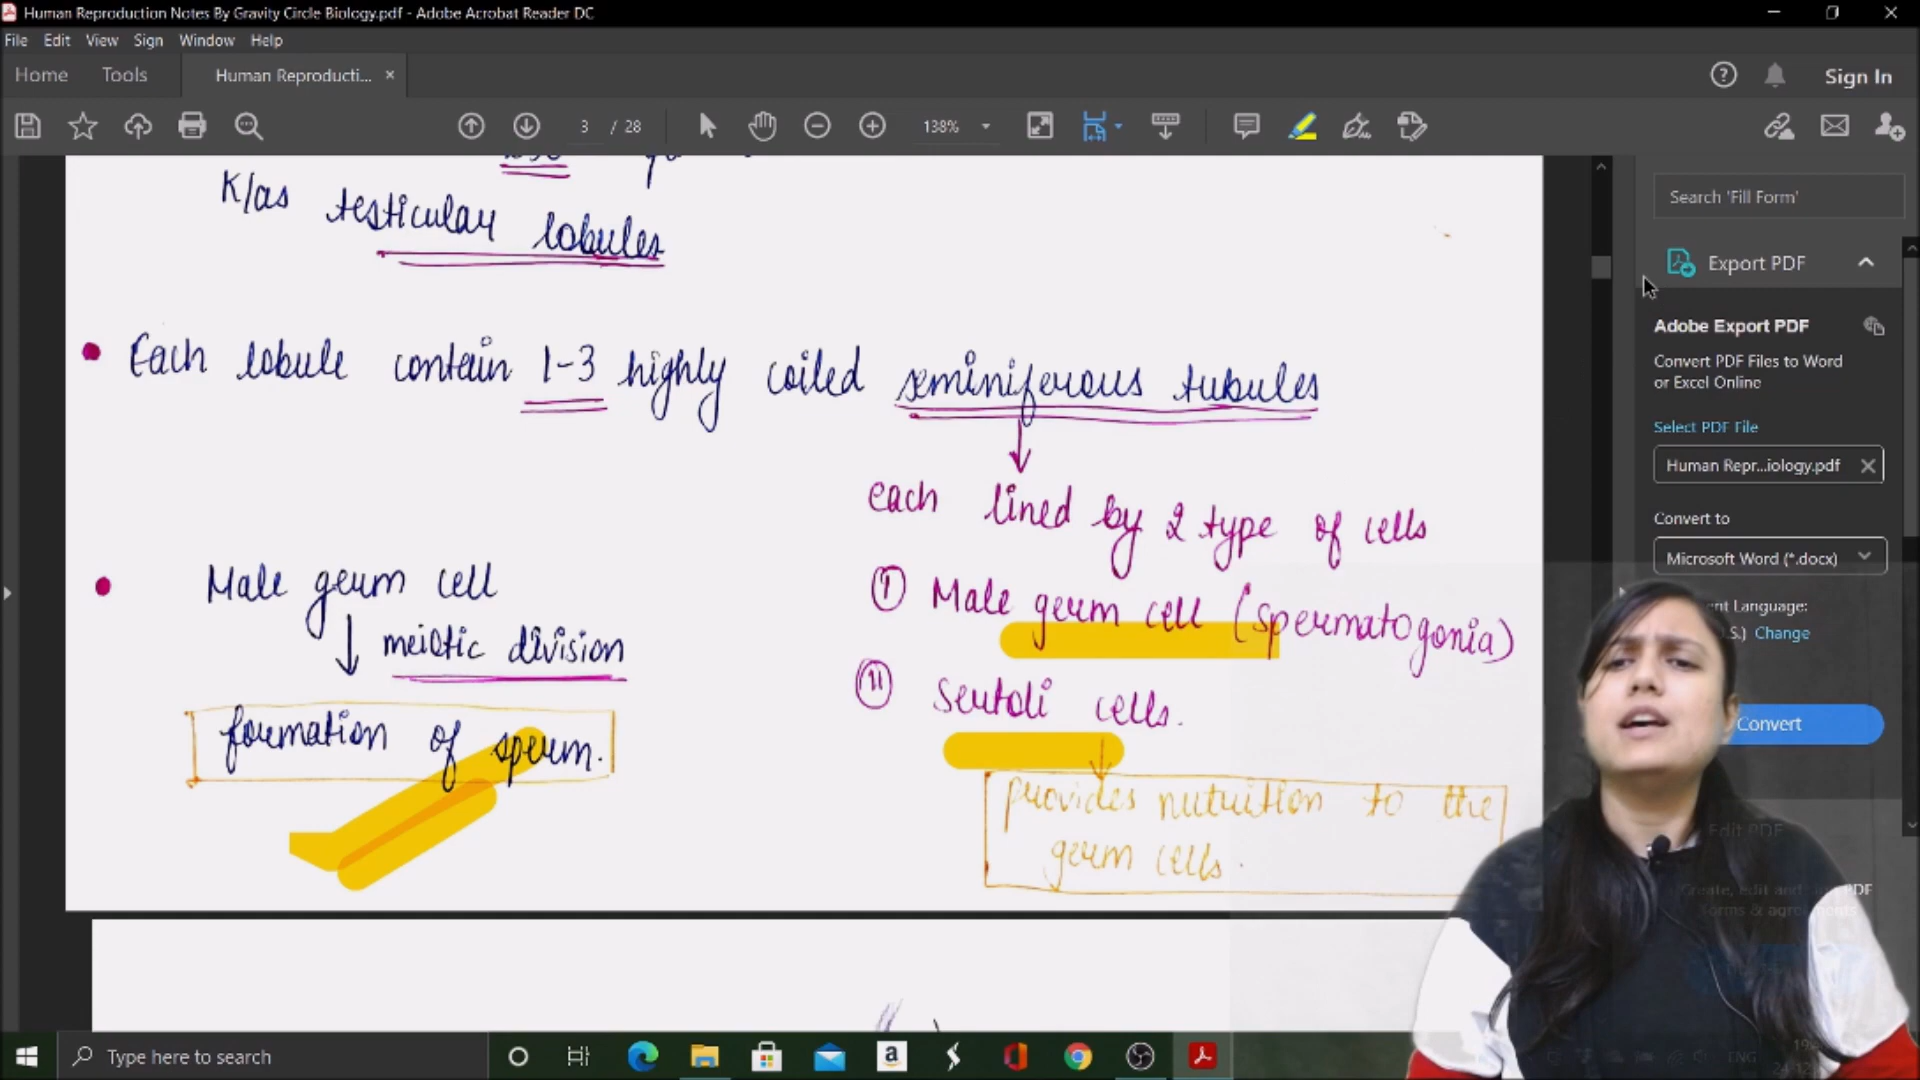 Human Reproduction Notes By Gravity Circle Biology.pdf - Adobe Acrobat Reader DC
File Edit View Sign Window Help
Home Tools Human Reproducti... ×
Sign In
3 / 28
138%
K/as testicular lobules
Search 'Fill Form'
Export PDF
Adobe Export PDF
Convert PDF Files to Word
or Excel Online
Select PDF File
Human Repr...iology.pdf
Convert to
Microsoft Word (*.docx)
Language:
Change
Convert
Edit PDF
• Each lobule contain 1-3 highly coiled seminiferous tubules
each lined by 2 type of cells
(I) Male germ cell (spermatogonia)
(II) Sertoli cells.
provides nutrition to the
germ cells.
• Male germ cell
meiotic division
formation of sperm.
Type here to search
ENG